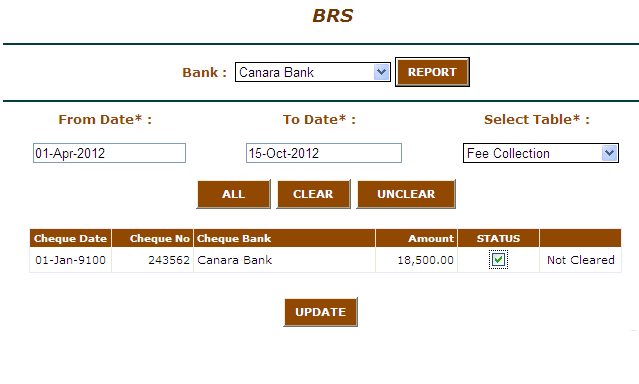 BRS
Bank : Canara Bank REPORT
From Date* : To Date* : Select Table* :
01-Apr-2012 15-Oct-2012 Fee Collection
ALL CLEAR UNCLEAR
Cheque Date Cheque No Cheque Bank Amount STATUS
01-Jan-9100 243562 Canara Bank 18,500.00 Not Cleared
UPDATE